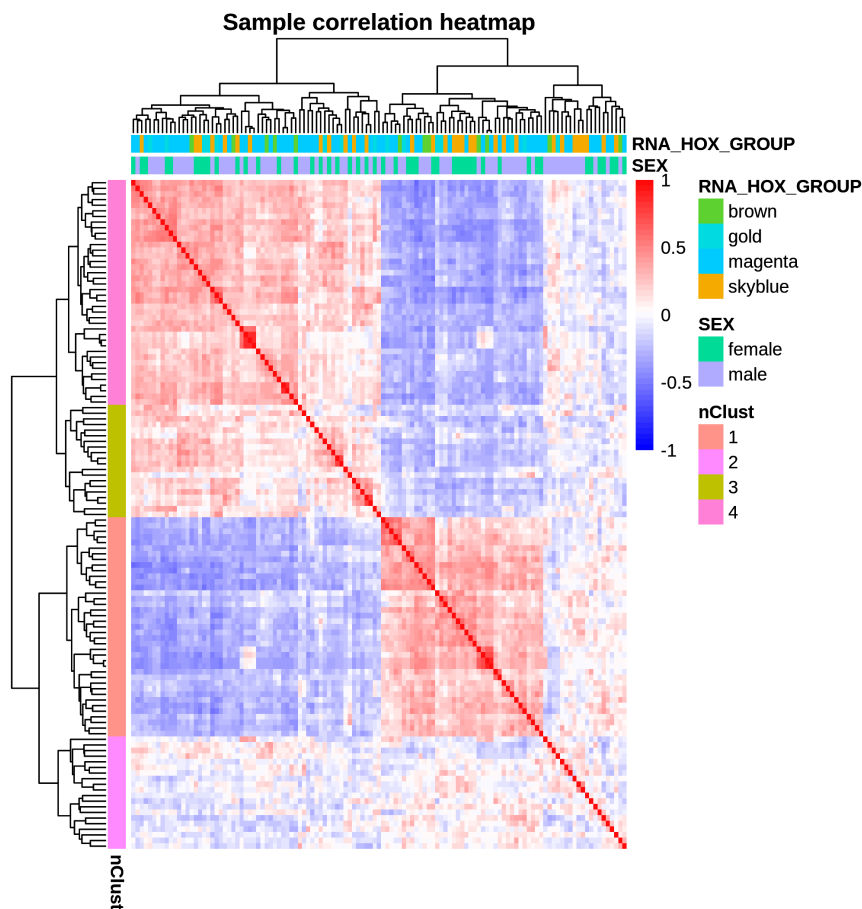 Sample correlation heatmap
RNA_HOX_GROUP
SEX
1
0.5
0
-0.5
-1
RNA_HOX_GROUP
brown
gold
magenta
skyblue
SEX
female
male
nClust
1
2
3
4
nClust